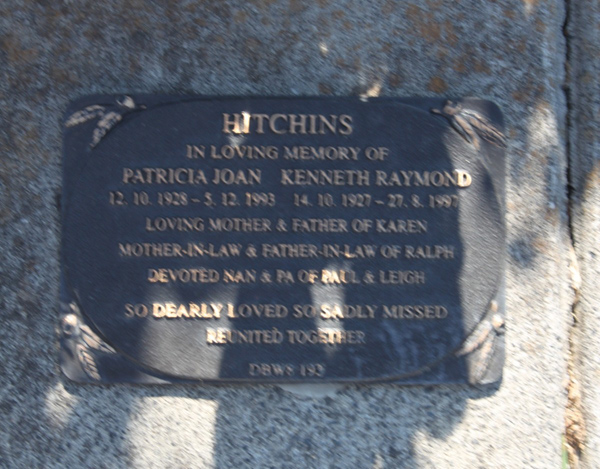 HITCHINS
IN LOVING MEMORY OF
PATRICIA JOAN KENNETH RAYMOND
12. 10. 1928 – 5. 12. 1993 14. 10. 1927 – 27. 8. 1997
LOVING MOTHER & FATHER OF KAREN
MOTHER-IN-LAW & FATHER-IN-LAW OF RALPH
DEVOTED NAN & PA OF PAUL & LEIGH
SO DEARLY LOVED SO SADLY MISSED
REUNITED TOGETHER